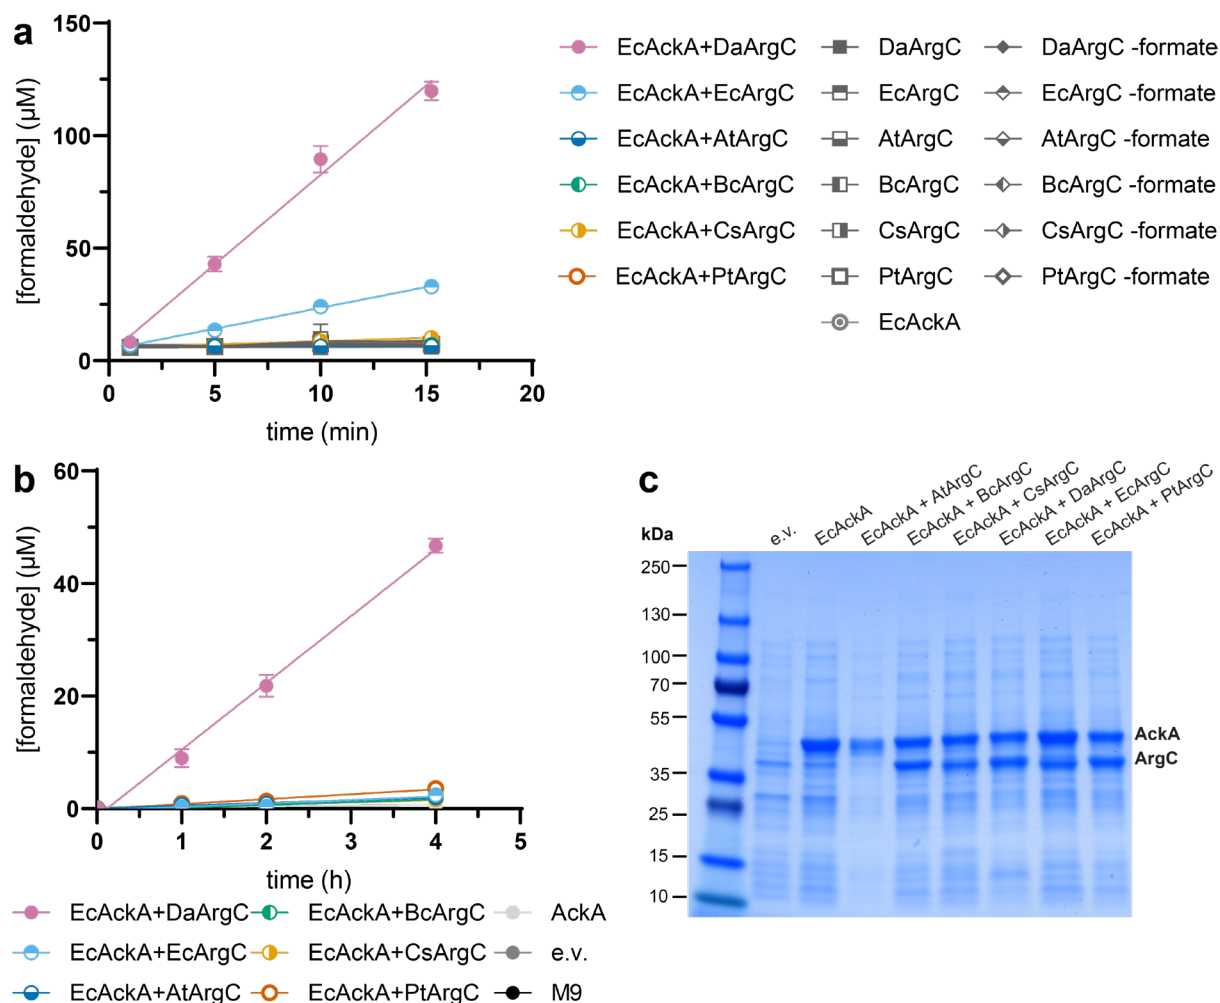 a
150
100
50
0
[formaldehyde] (µM)
0 5 10 15 20
time (min)
EcAckA+DaArgC DaArgC DaArgC -formate
EcAckA+EcArgC EcArgC EcArgC -formate
EcAckA+AtArgC AtArgC AtArgC -formate
EcAckA+BcArgC BcArgC BcArgC -formate
EcAckA+CsArgC CsArgC CsArgC -formate
EcAckA+PtArgC PtArgC PtArgC -formate
EcAckA
b
60
40
20
0
[formaldehyde] (µM)
0 1 2 3 4 5
time (h)
EcAckA+DaArgC EcAckA+BcArgC AckA
EcAckA+EcArgC EcAckA+CsArgC e.v.
EcAckA+AtArgC EcAckA+PtArgC M9
c
kDa
e.v.
EcAckA
EcAckA + AtArgC
EcAckA + BcArgC
EcAckA + CsArgC
EcAckA + DaArgC
EcAckA + EcArgC
EcAckA + PtArgC
250
130
100
70
55
35
25
15
10
AckA
ArgC